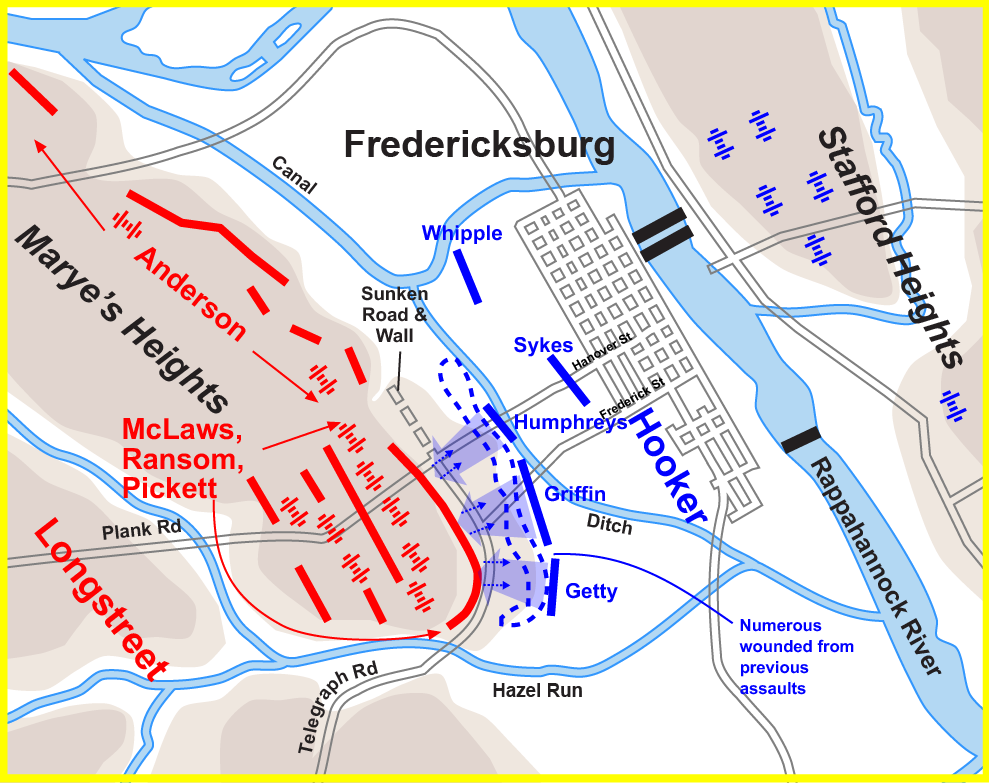 Fredericksburg
Canal
Stafford Heights
Whipple
Marye's Heights
Anderson
Sunken
Road &
Wall
Sykes
Hanover St
Frederick St
Humphreys
Hooker
McLaws,
Ransom,
Pickett
Griffin
Ditch
Plank Rd
Longstreet
Getty
Rappahannock River
Numerous
wounded from
previous
assaults
Telegraph Rd
Hazel Run